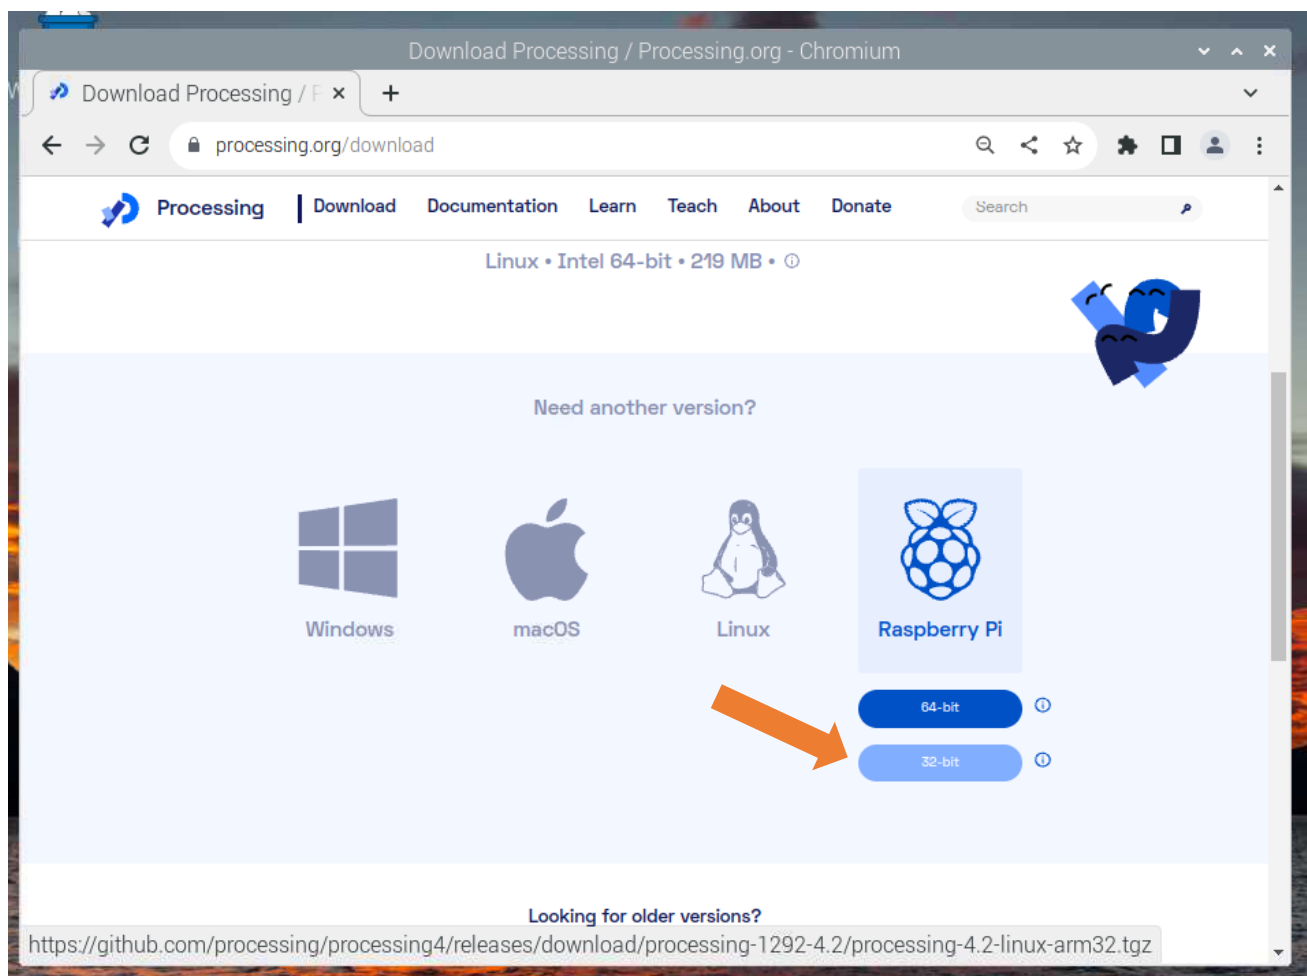 Download Processing / Processing.org - Chromium
Download Processing / P
processing.org/download
Processing Download Documentation Learn Teach About Donate Search
Linux • Intel 64-bit • 219 MB •
Need another version?
Windows macOS Linux Raspberry Pi
64-bit
32-bit
Looking for older versions?
https://github.com/processing/processing4/releases/download/processing-1292-4.2/processing-4.2-linux-arm32.tgz